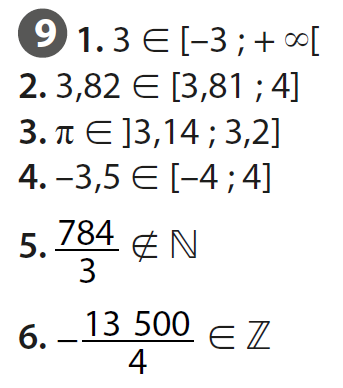 9 1. 3 ∈ [–3 ; + ∞[
2. 3,82 ∈ [3,81 ; 4]
3. π ∈ ]3,14 ; 3,2]
4. –3,5 ∈ [–4 ; 4]
5. 784/3 ∉ ℕ
6. –13 500/4 ∈ ℤ